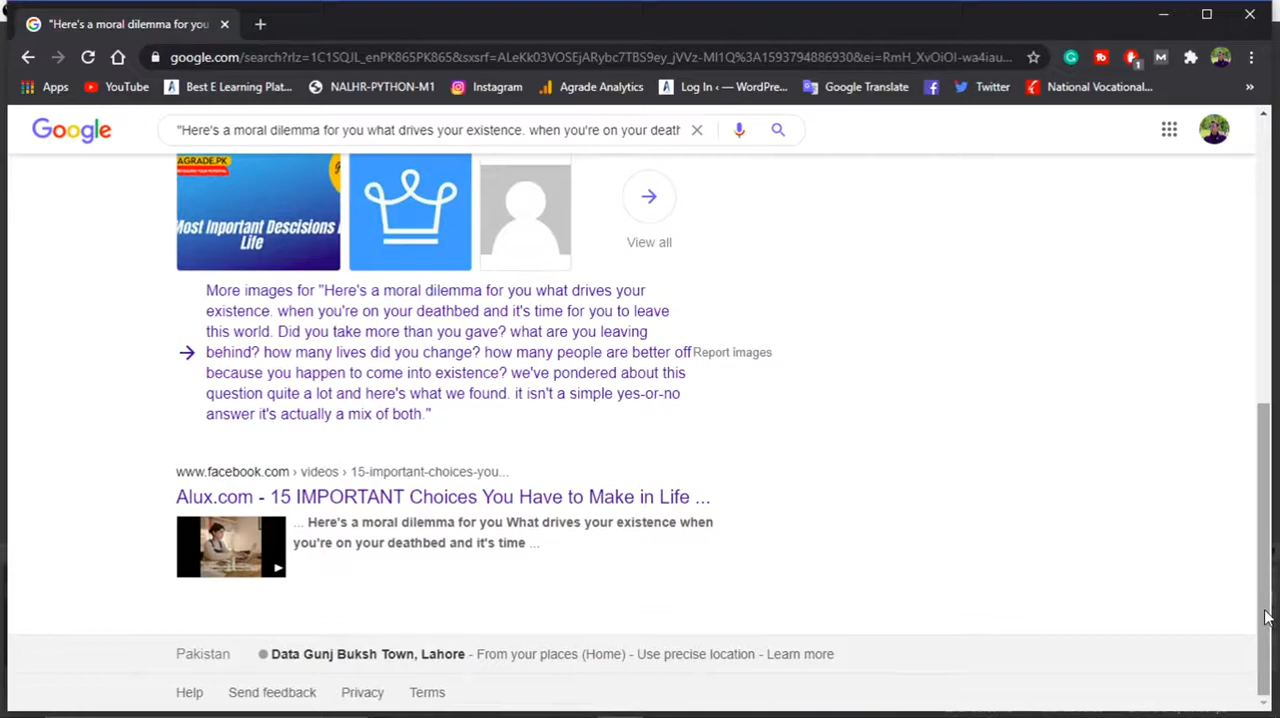 "Here's a moral dilemma for you
google.com/search?rlz=1C1SQJL_enPK865PK865&sxsrf=ALeKk03VOSEjARybc7TBS9ey_jVVz-MI1Q%3A1593794886930&ei=RmH_XvOiOI-wa4iau...
1
Apps YouTube Best E Learning Plat... NALHR-PYTHON-M1 Instagram Agrade Analytics Log In ‹ — WordPre... Google Translate Twitter National Vocational... »
Google "Here's a moral dilemma for you what drives your existence. when you're on your death
AGRADE.PK
Most Inportant Descisions
Life
View all
More images for "Here's a moral dilemma for you what drives your
existence. when you're on your deathbed and it's time for you to leave
this world. Did you take more than you gave? what are you leaving
behind? how many lives did you change? how many people are better off Report images
because you happen to come into existence? we've pondered about this
question quite a lot and here's what we found. it isn't a simple yes-or-no
answer it's actually a mix of both."
www.facebook.com › videos › 15-important-choices-you...
Alux.com - 15 IMPORTANT Choices You Have to Make in Life ...
... Here's a moral dilemma for you What drives your existence when
you're on your deathbed and it's time ...
Pakistan Data Gunj Buksh Town, Lahore - From your places (Home) - Use precise location - Learn more
Help Send feedback Privacy Terms